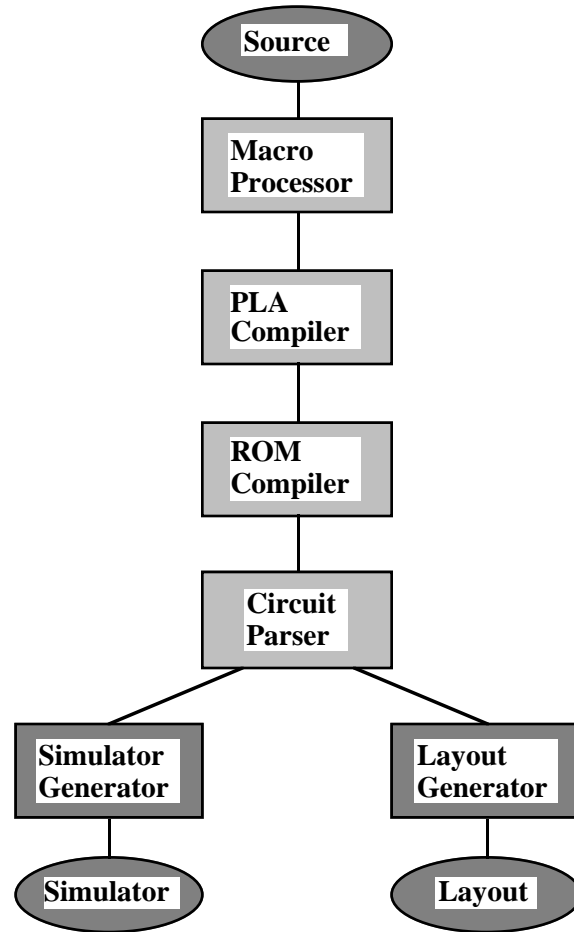 Source
Macro
Processor
PLA
Compiler
ROM
Compiler
Circuit
Parser
Simulator
Generator
Layout
Generator
Simulator
Layout